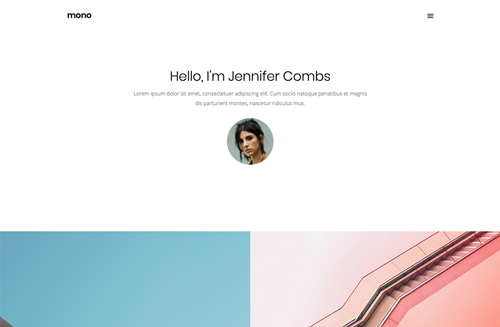 mono
Hello, I'm Jennifer Combs
Lorem ipsum dolor sit amet, consectetuer adipiscing elit. Cum sociis natoque penatibus et magnis
dis parturient montes, nascetur ridiculus mus.